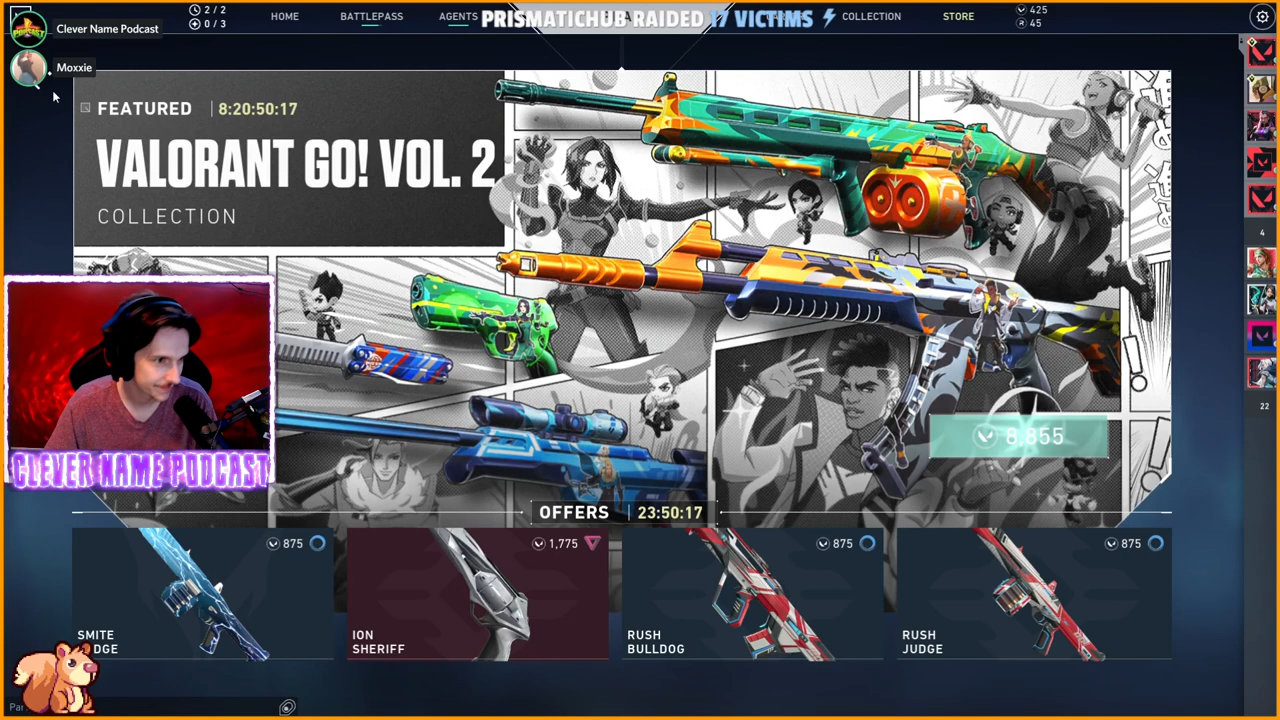 2 / 2
0 / 3
HOME
BATTLEPASS
AGENTS
PRISMATICHUB RAIDED 17 VICTIMS
COLLECTION
STORE
425
45
Clever Name Podcast
Moxxie
FEATURED
8:20:50:17
VALORANT GO! VOL. 2
COLLECTION
8,855
4
22
CLEVER NAME PODCAST
OFFERS
23:50:17
875
SMITE
DGE
1,775
ION
SHERIFF
875
RUSH
BULLDOG
875
RUSH
JUDGE